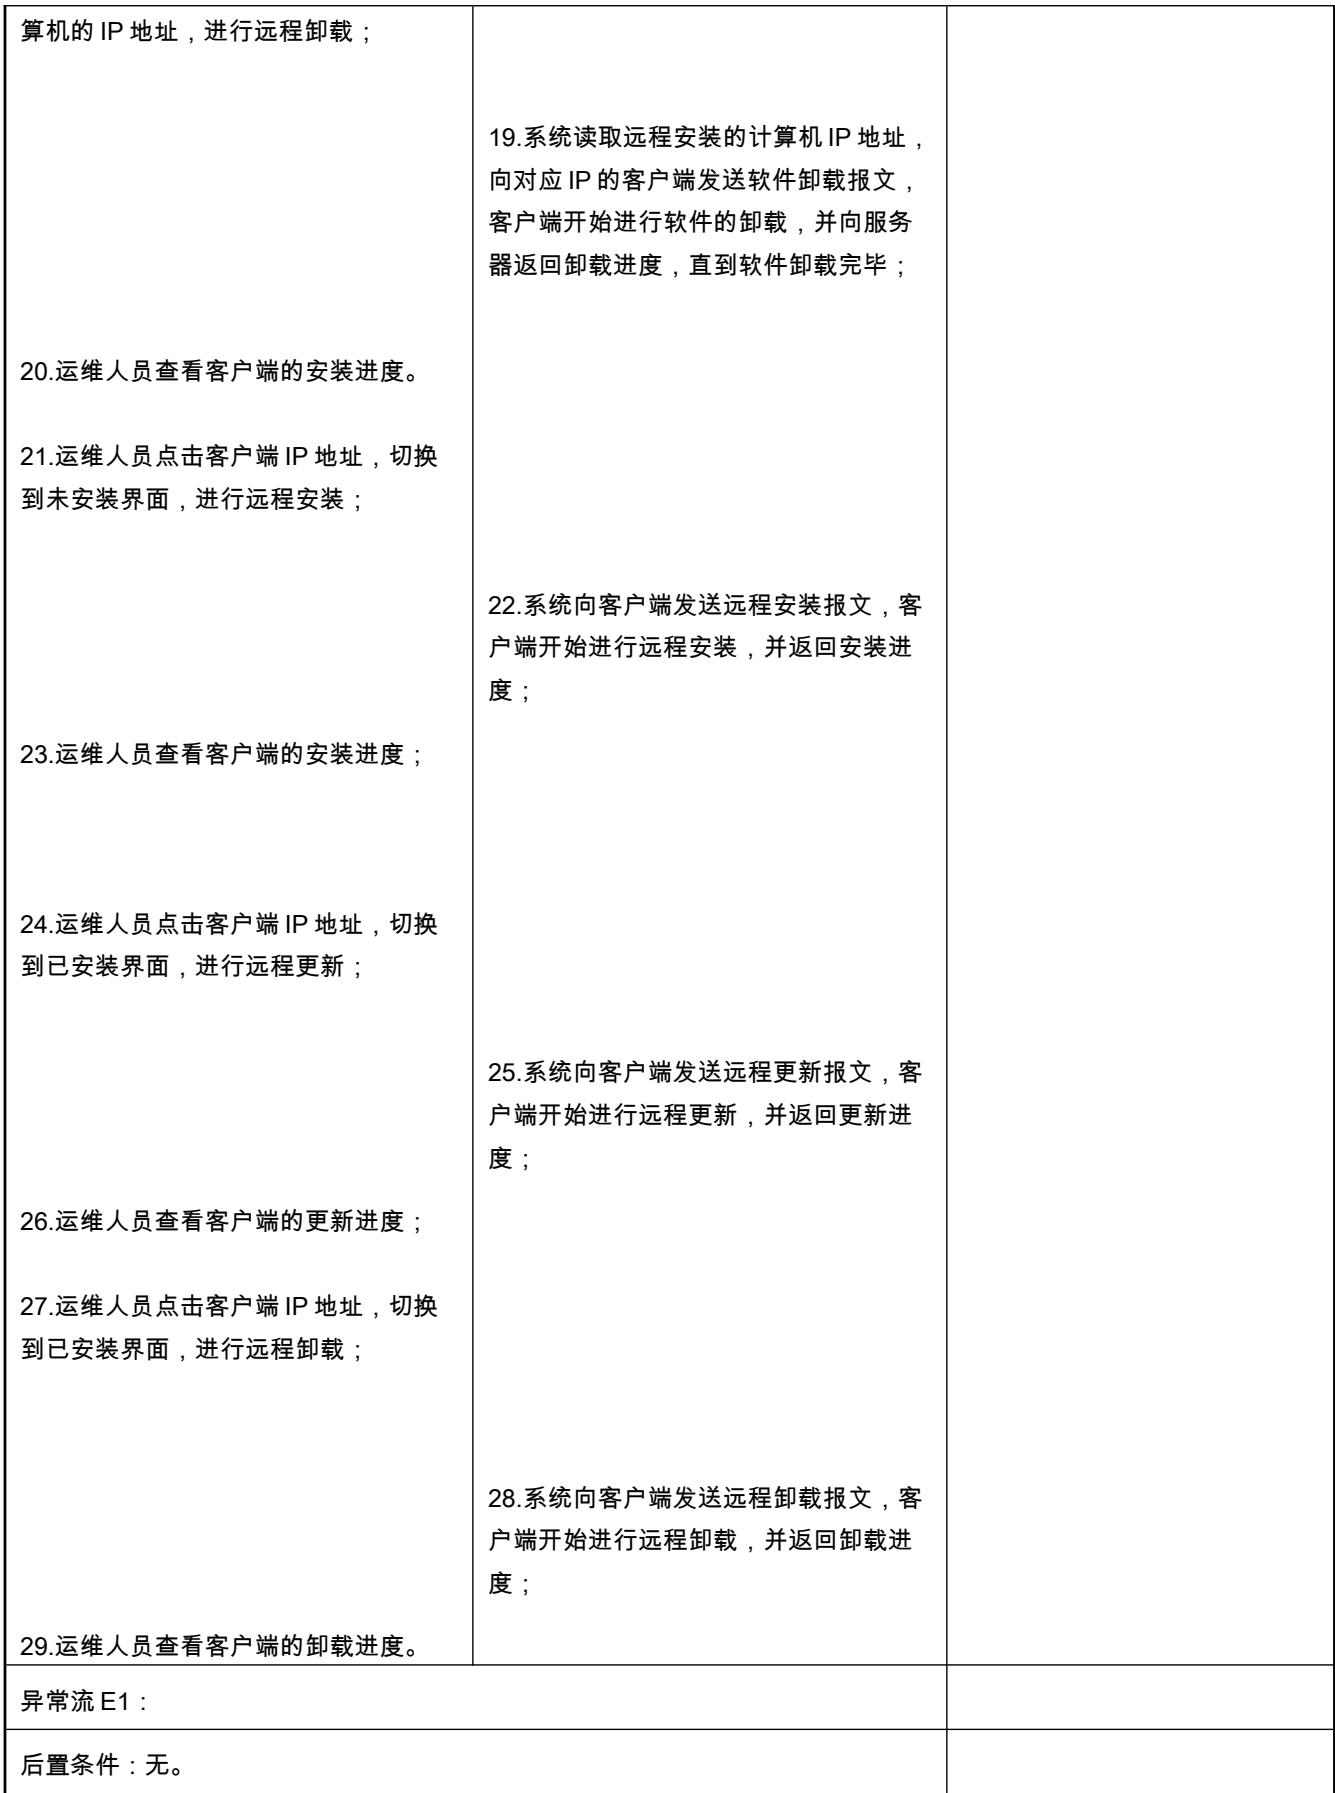 算机的 IP 地址，进行远程卸载；
19.系统读取远程安装的计算机 IP 地址，
向对应 IP 的客户端发送软件卸载报文，
客户端开始进行软件的卸载，并向服务
器返回卸载进度，直到软件卸载完毕；
20.运维人员查看客户端的安装进度。
21.运维人员点击客户端 IP 地址，切换
到未安装界面，进行远程安装；
22.系统向客户端发送远程安装报文，客
户端开始进行远程安装，并返回安装进
度；
23.运维人员查看客户端的安装进度；
24.运维人员点击客户端 IP 地址，切换
到已安装界面，进行远程更新；
25.系统向客户端发送远程更新报文，客
户端开始进行远程更新，并返回更新进
度；
26.运维人员查看客户端的更新进度；
27.运维人员点击客户端 IP 地址，切换
到已安装界面，进行远程卸载；
28.系统向客户端发送远程卸载报文，客
户端开始进行远程卸载，并返回卸载进
度；
29.运维人员查看客户端的卸载进度。
异常流 E1：
后置条件：无。